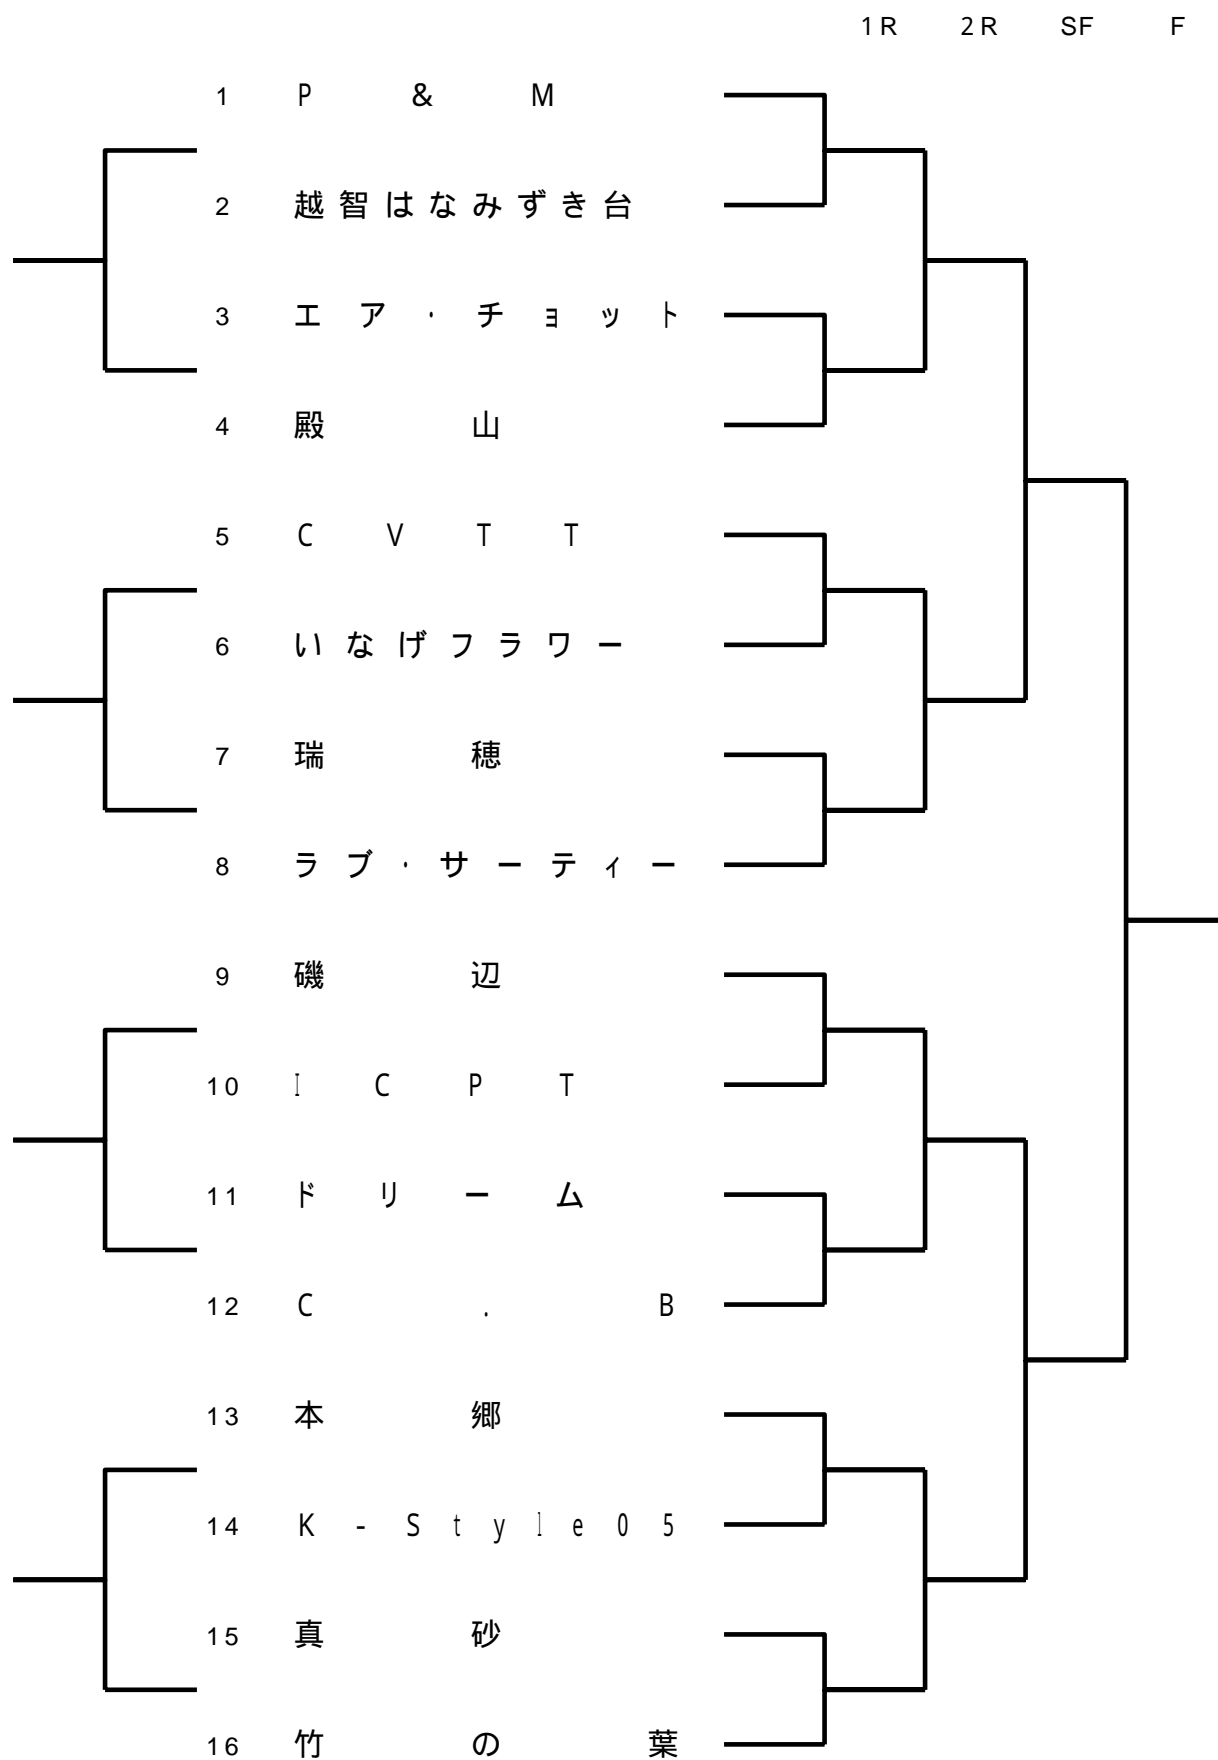 1R 2R SF F
1 P & M
2 越智はなみずき台
3 エア・チョット
4 殿山
5 CVTT
6 いなげフラワー
7 瑞穂
8 ラブ・サーティー
9 磯辺
10 ICPT
11 ドリーム
12 C.B
13 本郷
14 K-Style05
15 真砂
16 竹の葉